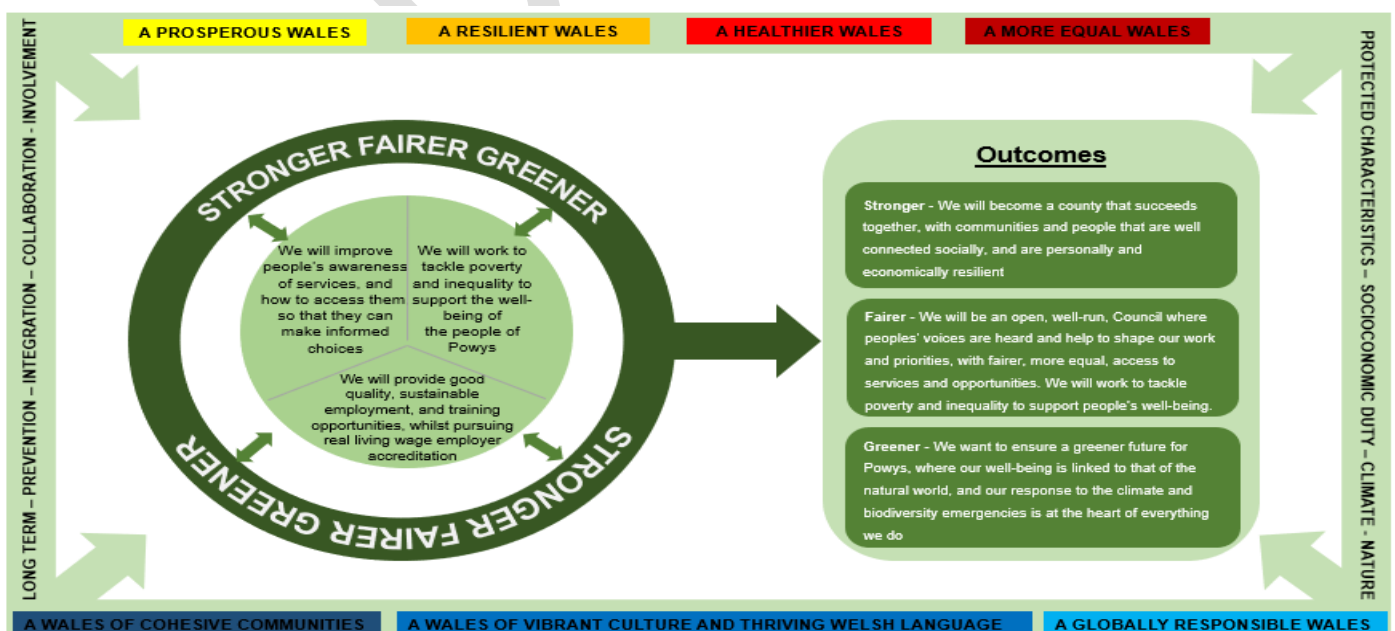 A PROSPEROUS WALES
A RESILIENT WALES
A HEALTHIER WALES
A MORE EQUAL WALES
LONG TERM – PREVENTION – INTEGRATION – COLLABORATION - INVOLVEMENT
STRONGER FAIRER GREENER
We will improve
people's awareness
of services, and
how to access them
so that they can
make informed
choices
We will work to
tackle poverty
and inequality to
support the well-
being of
the people of
Powys
We will provide good
quality, sustainable
employment, and training
opportunities, whilst pursuing
real living wage employer
accreditation
STRONGER FAIRER GREENER
Outcomes
Stronger - We will become a county that succeeds
together, with communities and people that are well
connected socially, and are personally and
economically resilient
Fairer - We will be an open, well-run, Council where
peoples' voices are heard and help to shape our work
and priorities, with fairer, more equal, access to
services and opportunities. We will work to tackle
poverty and inequality to support people's well-being.
Greener - We want to ensure a greener future for
Powys, where our well-being is linked to that of the
natural world, and our response to the climate and
biodiversity emergencies is at the heart of everything
we do
PROTECTED CHARACTERISTICS – SOCIOECONOMIC DUTY – CLIMATE - NATURE
A WALES OF COHESIVE COMMUNITIES
A WALES OF VIBRANT CULTURE AND THRIVING WELSH LANGUAGE
A GLOBALLY RESPONSIBLE WALES